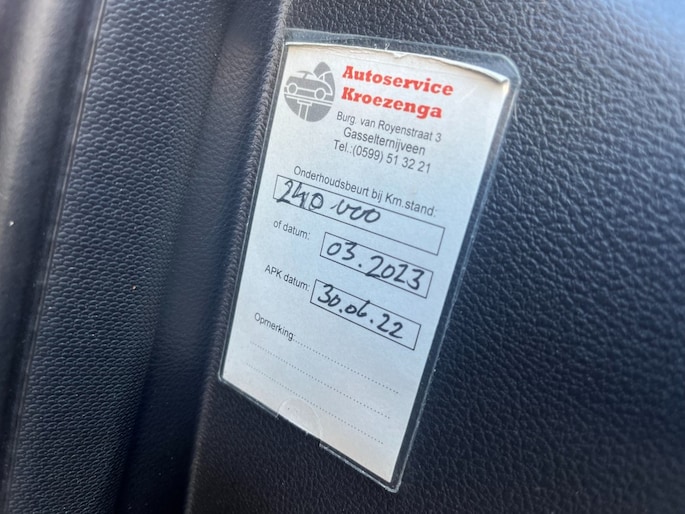 Autoservice
Kroezenga
Burg. van Royenstraat 3
Gasselternijveen
Tel.:(0599) 51 32 21
Onderhoudsbeurt bij Km.stand:
240 000
of datum:
03.2023
APK datum:
30.06.22
Opmerking